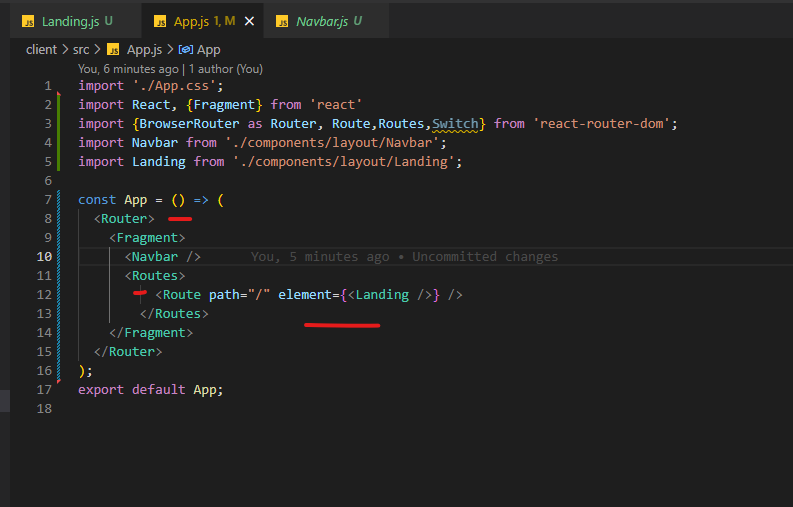 JS Landing.js U JS App.js 1, M × JS Navbar.js U
client > src > JS App.js > App
You, 6 minutes ago | 1 author (You)
1 import './App.css';
2 import React, {Fragment} from 'react'
3 import {BrowserRouter as Router, Route,Routes,Switch} from 'react-router-dom';
4 import Navbar from './components/layout/Navbar';
5 import Landing from './components/layout/Landing';
6
7 const App = () => (
8 <Router>
9 <Fragment>
10 <Navbar /> You, 5 minutes ago • Uncommitted changes
11 <Routes>
12 <Route path="/" element={<Landing />} />
13 </Routes>
14 </Fragment>
15 </Router>
16 );
17 export default App;
18